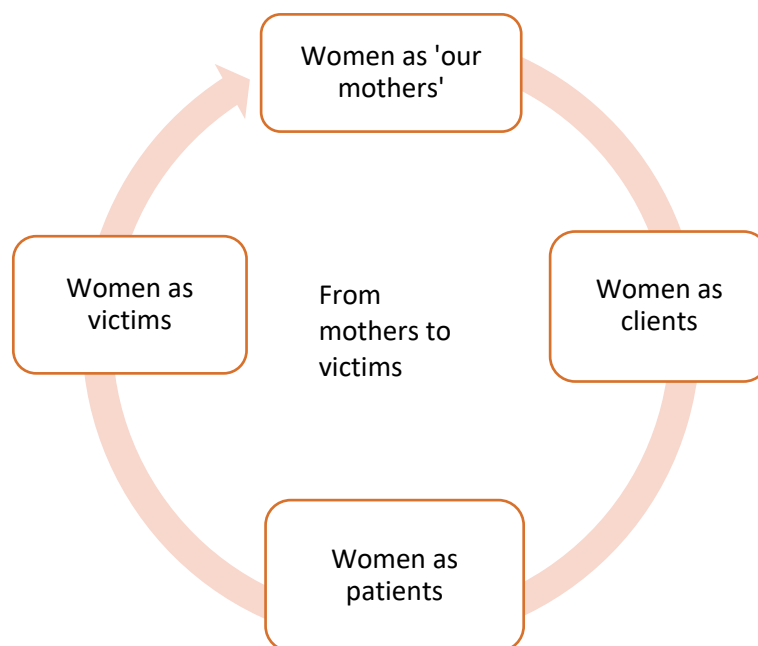 Women as 'our
mothers'
Women as
clients
Women as
patients
Women as
victims
From
mothers to
victims